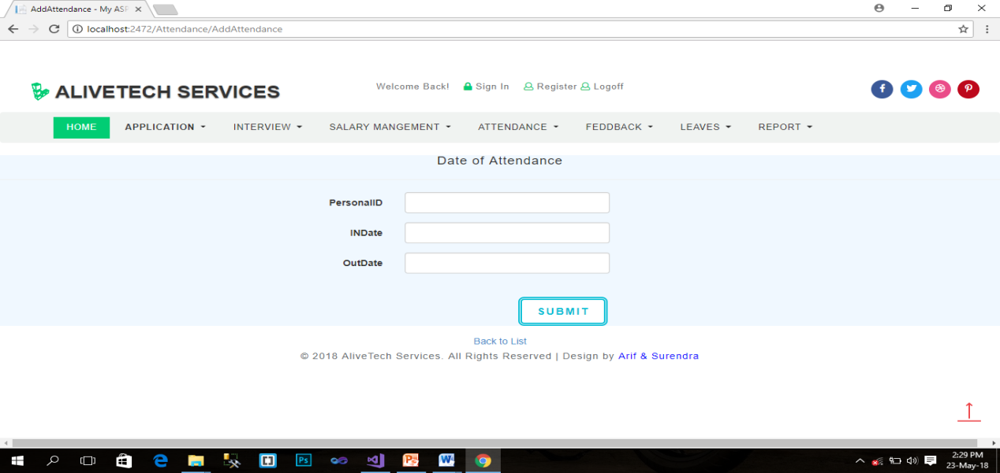 AddAttendance - My ASP
localhost:2472/Attendance/AddAttendance
ALIVETECH SERVICES
Welcome Back! Sign In Register Logoff
HOME APPLICATION INTERVIEW SALARY MANGEMENT ATTENDANCE FEDDBACK LEAVES REPORT
Date of Attendance
PersonalID
INDate
OutDate
SUBMIT
Back to List
© 2018 AliveTech Services. All Rights Reserved | Design by Arif & Surendra
2:29 PM
23-May-18